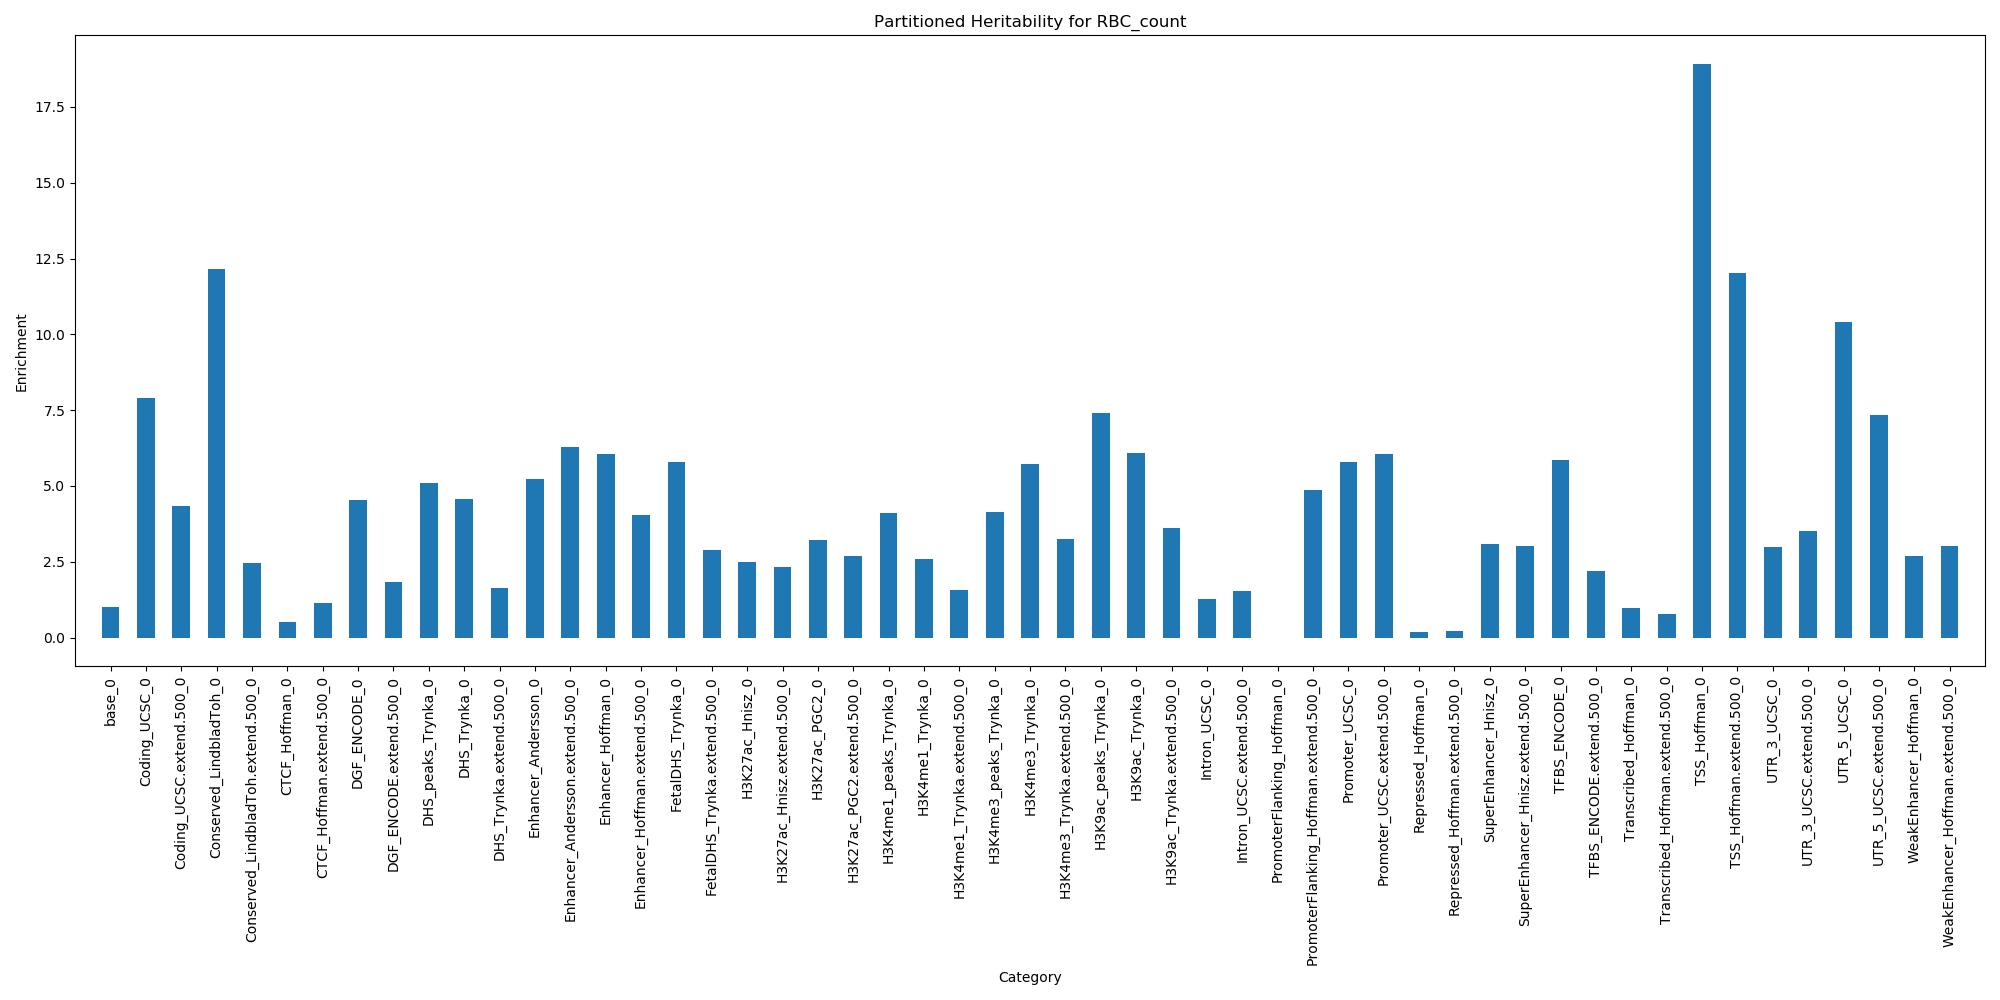 Partitioned Heritability for RBC_count
Enrichment
17.5
15.0
12.5
10.0
7.5
5.0
2.5
0.0
base_0
Coding_UCSC_0
Coding_UCSC.extend.500_0
Conserved_LindbladToh_0
Conserved_LindbladToh.extend.500_0
CTCF_Hoffman_0
CTCF_Hoffman.extend.500_0
DGF_ENCODE_0
DGF_ENCODE.extend.500_0
DHS_peaks_Trynka_0
DHS_Trynka_0
DHS_Trynka.extend.500_0
Enhancer_Andersson_0
Enhancer_Andersson.extend.500_0
Enhancer_Hoffman_0
Enhancer_Hoffman.extend.500_0
FetalDHS_Trynka_0
FetalDHS_Trynka.extend.500_0
H3K27ac_Hnisz_0
H3K27ac_Hnisz.extend.500_0
H3K27ac_PGC2_0
H3K27ac_PGC2.extend.500_0
H3K4me1_peaks_Trynka_0
H3K4me1_Trynka_0
H3K4me1_Trynka.extend.500_0
H3K4me3_peaks_Trynka_0
H3K4me3_Trynka_0
H3K4me3_Trynka.extend.500_0
H3K9ac_peaks_Trynka_0
H3K9ac_Trynka_0
H3K9ac_Trynka.extend.500_0
Intron_UCSC_0
Intron_UCSC.extend.500_0
PromoterFlanking_Hoffman_0
PromoterFlanking_Hoffman.extend.500_0
Promoter_UCSC_0
Promoter_UCSC.extend.500_0
Repressed_Hoffman_0
Repressed_Hoffman.extend.500_0
SuperEnhancer_Hnisz_0
SuperEnhancer_Hnisz.extend.500_0
TFBS_ENCODE_0
TFBS_ENCODE.extend.500_0
Transcribed_Hoffman_0
Transcribed_Hoffman.extend.500_0
TSS_Hoffman_0
TSS_Hoffman.extend.500_0
UTR_3_UCSC_0
UTR_3_UCSC.extend.500_0
UTR_5_UCSC_0
UTR_5_UCSC.extend.500_0
WeakEnhancer_Hoffman_0
WeakEnhancer_Hoffman.extend.500_0
Category